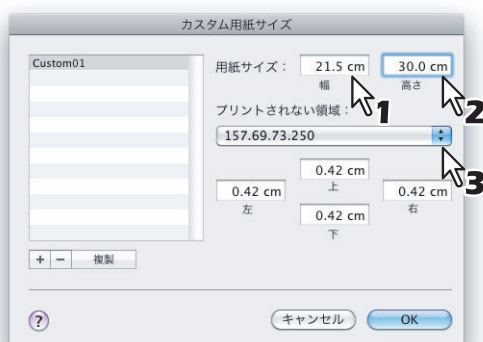 カスタム用紙サイズ
Custom01
用紙サイズ： 21.5 cm 30.0 cm
幅 高さ
1 2
プリントされない領域：
157.69.73.250
3
0.42 cm
上
0.42 cm 0.42 cm
左 右
0.42 cm
下
+ − 複製
? キャンセル OK